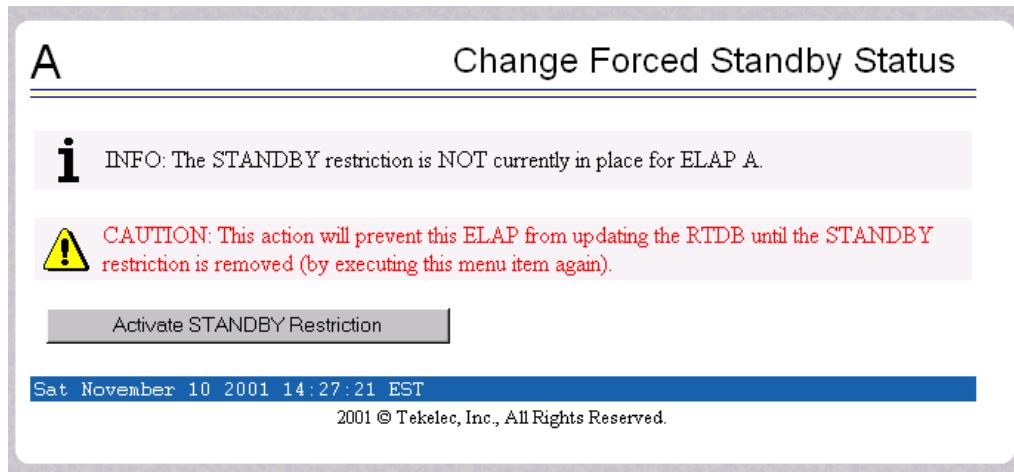 A
Change Forced Standby Status
INFO: The STANDBY restriction is NOT currently in place for ELAP A.
CAUTION: This action will prevent this ELAP from updating the RTDB until the STANDBY
restriction is removed (by executing this menu item again).
Activate STANDBY Restriction
Sat November 10 2001 14:27:21 EST
2001 © Tekelec, Inc., All Rights Reserved.